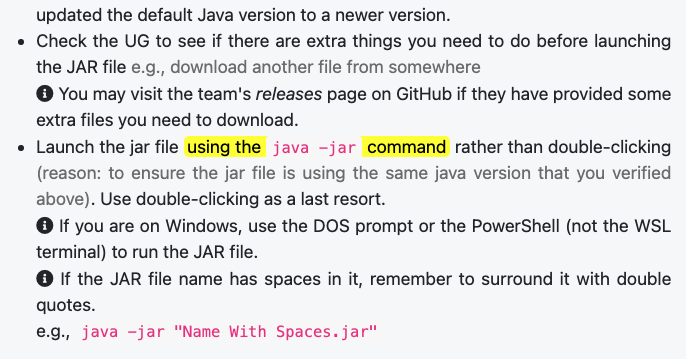 updated the default Java version to a newer version.
• Check the UG to see if there are extra things you need to do before launching
the JAR file e.g., download another file from somewhere
You may visit the team's releases page on GitHub if they have provided some
extra files you need to download.
• Launch the jar file using the java -jar command rather than double-clicking
(reason: to ensure the jar file is using the same java version that you verified
above). Use double-clicking as a last resort.
If you are on Windows, use the DOS prompt or the PowerShell (not the WSL
terminal) to run the JAR file.
If the JAR file name has spaces in it, remember to surround it with double
quotes.
e.g., java -jar "Name With Spaces.jar"